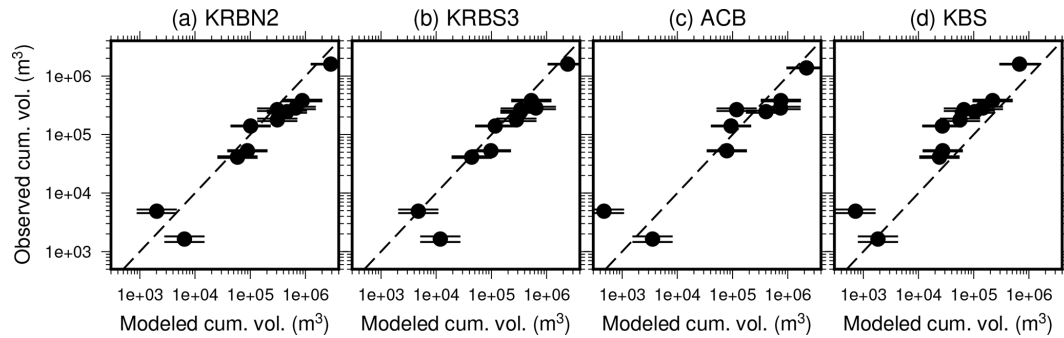 (a) KRBN2 (b) KRBS3 (c) ACB (d) KBS
Observed cum. vol. (m³)
1e+06
1e+05
1e+04
1e+03
1e+03 1e+04 1e+05 1e+06 1e+03 1e+04 1e+05 1e+06 1e+03 1e+04 1e+05 1e+06 1e+03 1e+04 1e+05 1e+06
Modeled cum. vol. (m³) Modeled cum. vol. (m³) Modeled cum. vol. (m³) Modeled cum. vol. (m³)